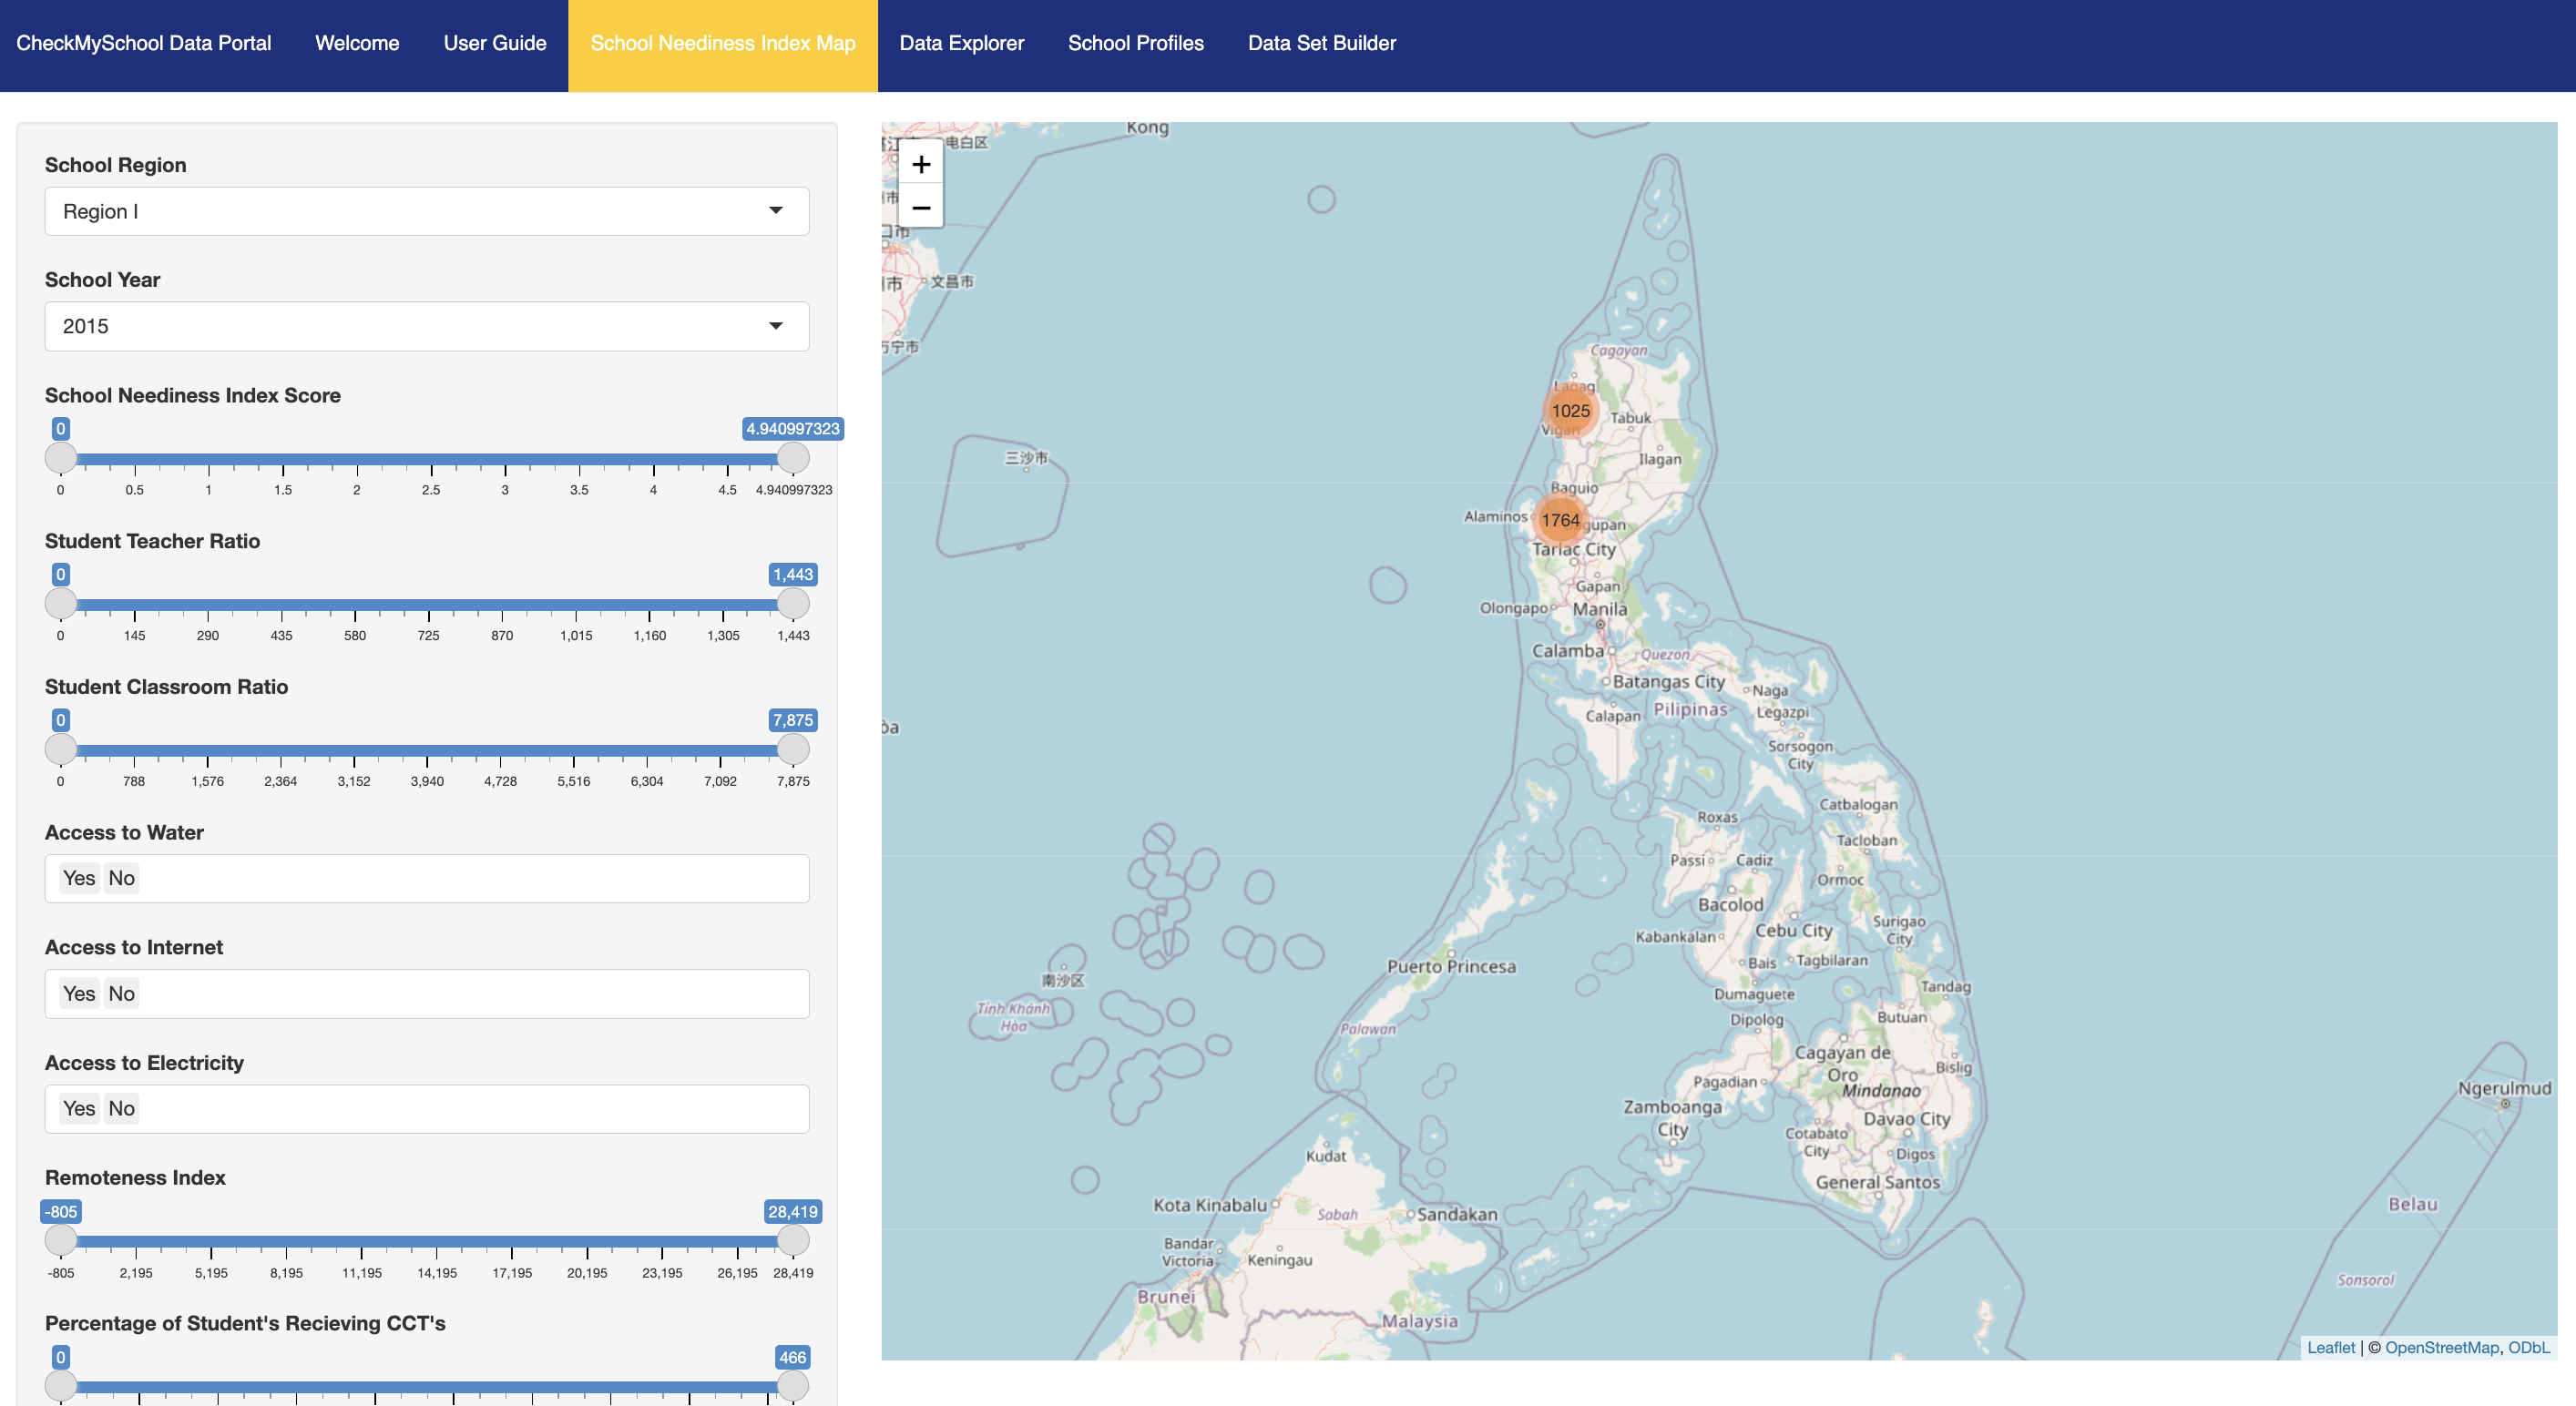 CheckMySchool Data Portal
Welcome
User Guide
School Neediness Index Map
Data Explorer
School Profiles
Data Set Builder
School Region
Region I
School Year
2015
School Neediness Index Score
0
4.940997323
0 0.5 1 1.5 2 2.5 3 3.5 4 4.5 4.940997323
Student Teacher Ratio
0
1,443
0 145 290 435 580 725 870 1,015 1,160 1,305 1,443
Student Classroom Ratio
0
7,875
0 788 1,576 2,364 3,152 3,940 4,728 5,516 6,304 7,092 7,875
Access to Water
Yes No
Access to Internet
Yes No
Access to Electricity
Yes No
Remoteness Index
-805
28,419
-805 2,195 5,195 8,195 11,195 14,195 17,195 20,195 23,195 26,195 28,419
Percentage of Student's Recieving CCT's
0
466
+
−
Kong
电白区
文昌市
三沙市
Cagayan
Laoag
1025
Vigan
Tabuk
Ilagan
Baguio
Alaminos
1764
gupan
Tarlac City
Gapan
Olongapo
Manila
Calamba
Quezon
Batangas City
Naga
Calapan
Pilipinas
Legazpi
Sorsogon
City
Catbalogan
Roxas
Tacloban
Passi
Cadiz
Ormoc
Bacolod
Surigao
City
Kabankalan
Cebu City
Bais
Tagbilaran
Puerto Princesa
Dumaguete
Tandag
南沙区
Tỉnh Khánh
Hòa
Palawan
Dipolog
Butuan
Cagayan de
Oro
Bislig
Pagadian
Mindanao
Zamboanga
City
Davao City
Cotabato
City
Digos
General Santos
Ngerulmud
Kudat
Kota Kinabalu
Sabah
Sandakan
Belau
Bandar
Victoria
Keningau
Sonsorol
Brunei
Malaysia
Leaflet | © OpenStreetMap, ODbL